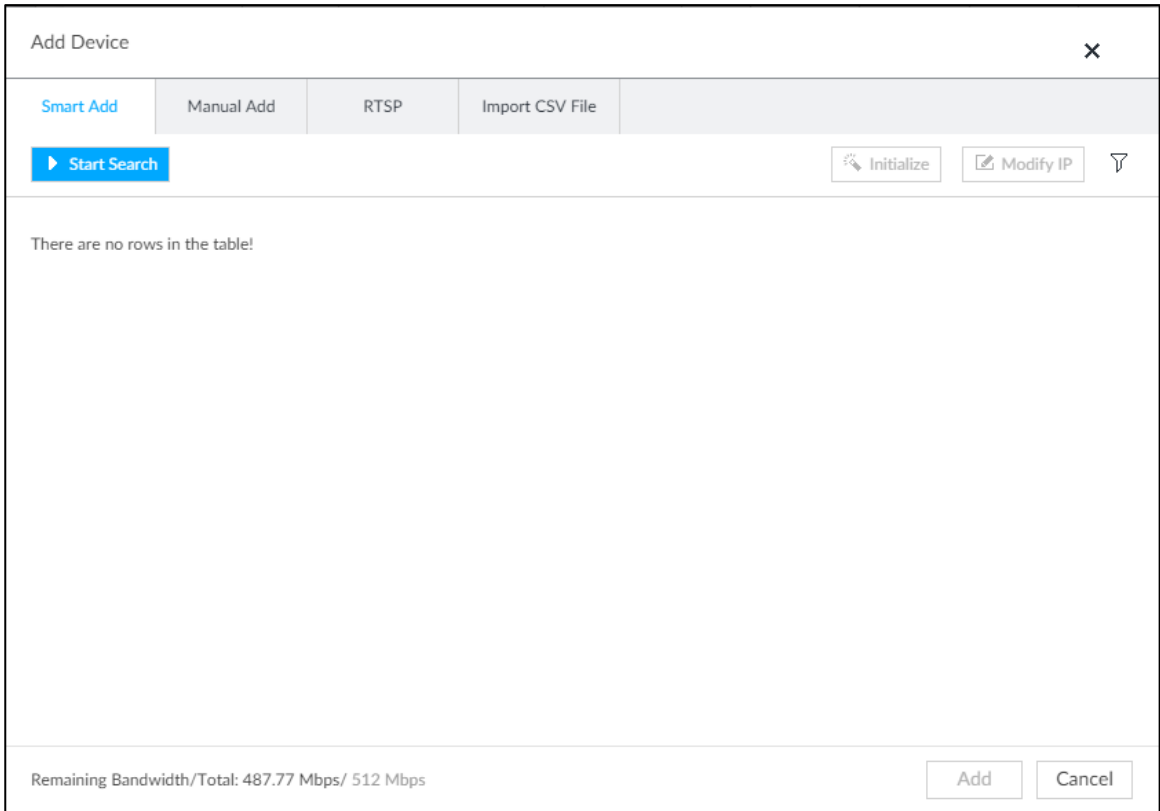 Add Device
Smart Add Manual Add RTSP Import CSV File
Start Search Initialize Modify IP
There are no rows in the table!
Remaining Bandwidth/Total: 487.77 Mbps/ 512 Mbps Add Cancel